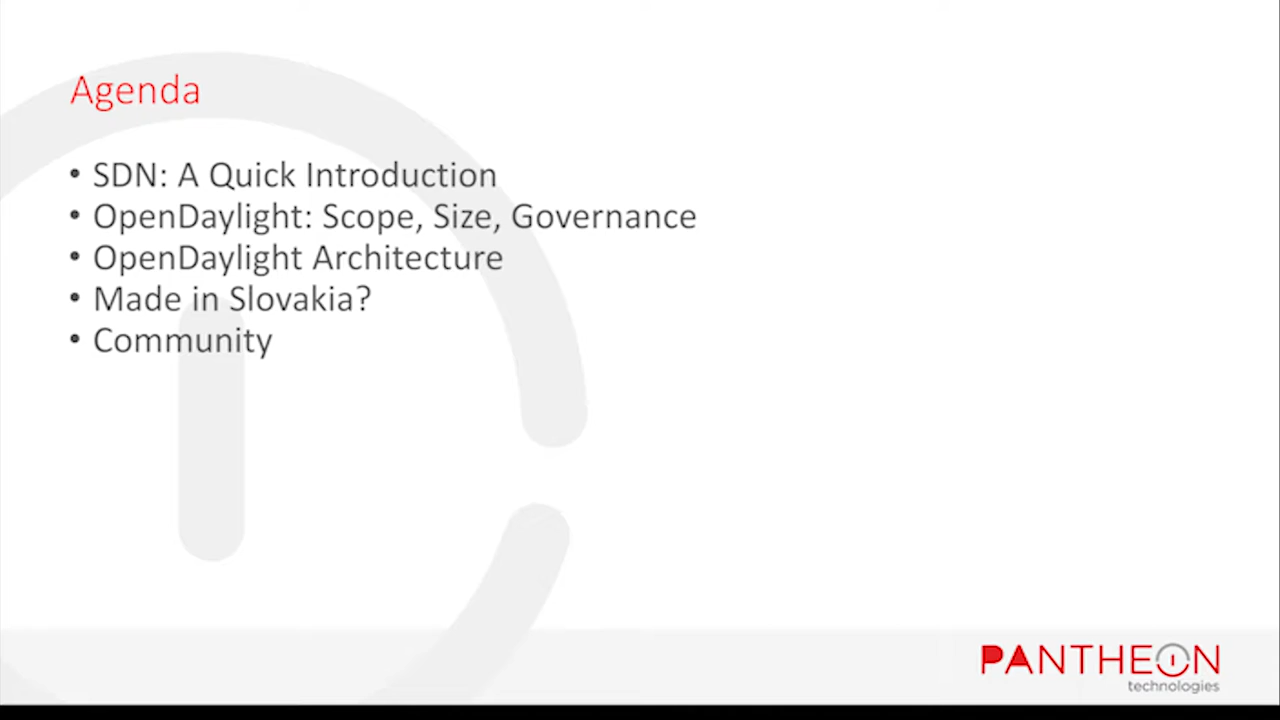 Agenda
• SDN: A Quick Introduction
• OpenDaylight: Scope, Size, Governance
• OpenDaylight Architecture
• Made in Slovakia?
• Community
PANTHEON
technologies